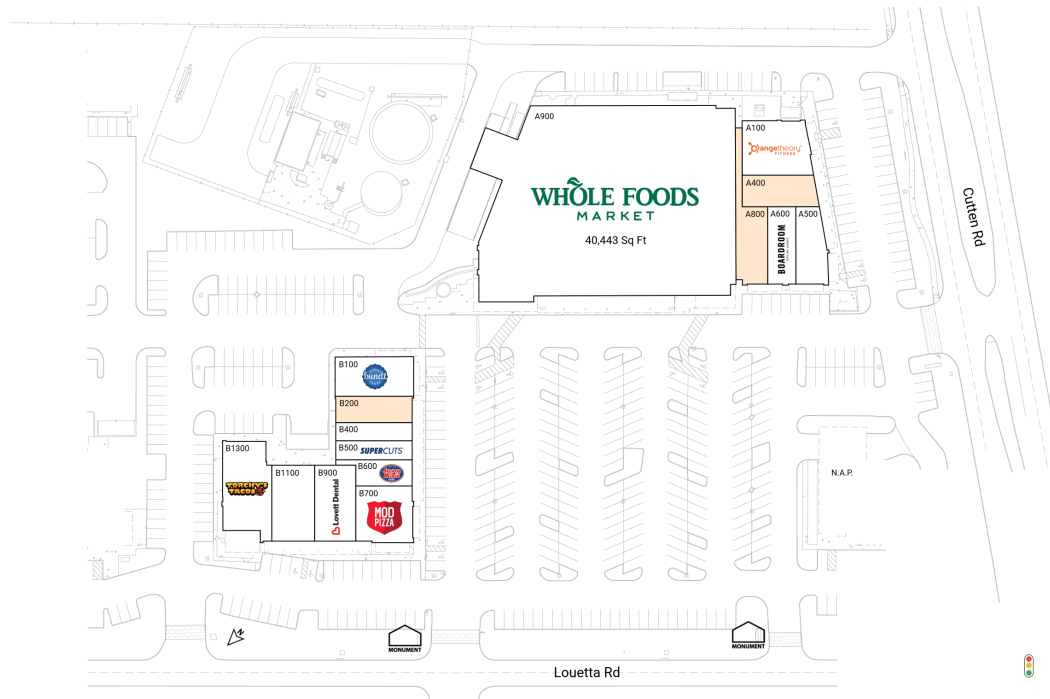 A900
WHOLE FOODS
MARKET
40,443 Sq Ft
A100
Orangetheory
FITNESS
A400
A800
A600
A500
BOARDROOM
Cutten Rd
B100
bundt
B200
B400
B500
SUPERCUTS
B600
B700
MOD
PIZZA
B1300
TORCHY'S
TACOS
B1100
B900
Lovett Dental
N.A.P.
N
MONUMENT
MONUMENT
Louetta Rd